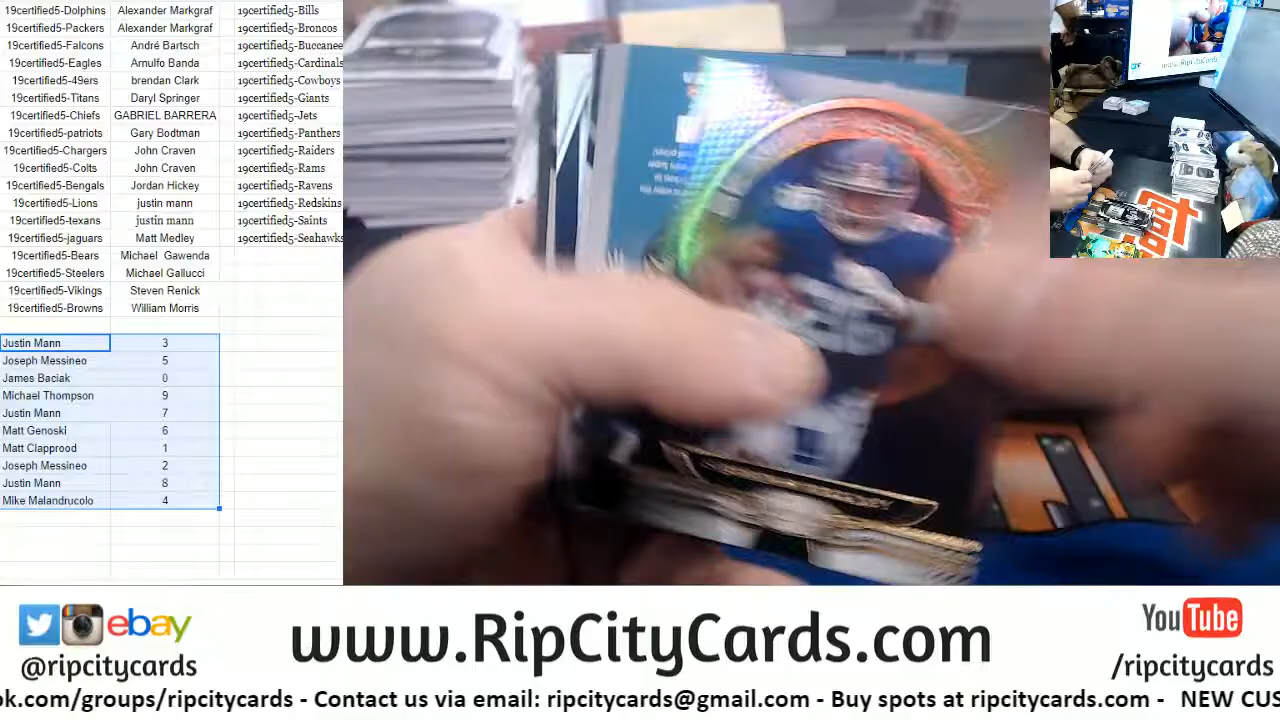 19certified5-Dolphins Alexander Markgraf 19certified5-Bills
19certified5-Packers Alexander Markgraf 19certified5-Broncos
19certified5-Falcons André Bartsch 19certified5-Buccanee
19certified5-Eagles Arnulfo Banda 19certified5-Cardinals
19certified5-49ers brendan Clark 19certified5-Cowboys
19certified5-Titans Daryl Springer 19certified5-Giants
19certified5-Chiefs GABRIEL BARRERA 19certified5-Jets
19certified5-patriots Gary Bodtman 19certified5-Panthers
19certified5-Chargers John Craven 19certified5-Raiders
19certified5-Colts John Craven 19certified5-Rams
19certified5-Bengals Jordan Hickey 19certified5-Ravens
19certified5-Lions justin mann 19certified5-Redskins
19certified5-texans justin mann 19certified5-Saints
19certified5-jaguars Matt Medley 19certified5-Seahawks
19certified5-Bears Michael Gawenda
19certified5-Steelers Michael Gallucci
19certified5-Vikings Steven Renick
19certified5-Browns William Morris
Justin Mann 3
Joseph Messineo 5
James Baciak 0
Michael Thompson 9
Justin Mann 7
Matt Genoski 6
Matt Clapprood 1
Joseph Messineo 2
Justin Mann 8
Mike Malandrucolo 4
ebay
@ripcitycards
www.RipCityCards.com
YouTube
/ripcitycards
ok.com/groups/ripcitycards - Contact us via email: ripcitycards@gmail.com - Buy spots at ripcitycards.com - NEW CUS